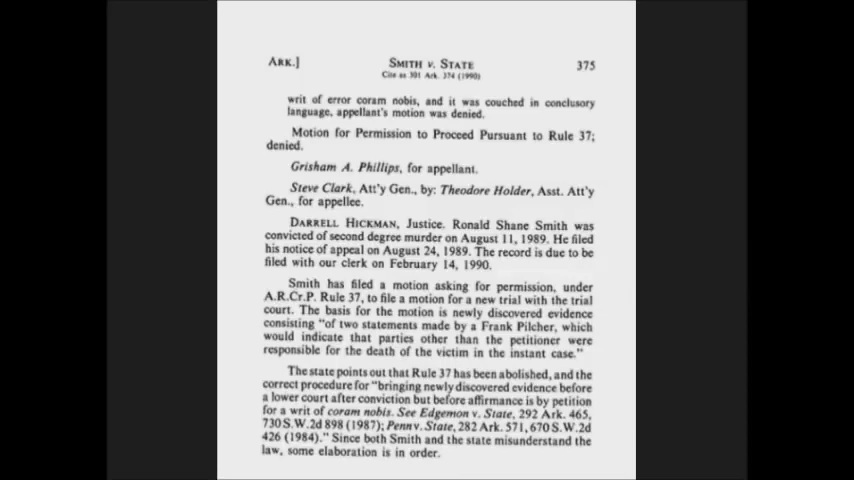 ARK.]
SMITH v. STATE
375
Cite as 301 Ark. 374 (1990)
writ of error coram nobis, and it was couched in conclusory
language, appellant's motion was denied.
Motion for Permission to Proceed Pursuant to Rule 37;
denied.
Grisham A. Phillips, for appellant.
Steve Clark, Att'y Gen., by: Theodore Holder, Asst. Att'y
Gen., for appellee.
DARRELL HICKMAN, Justice. Ronald Shane Smith was
convicted of second degree murder on August 11, 1989. He filed
his notice of appeal on August 24, 1989. The record is due to be
filed with our clerk on February 14, 1990.
Smith has filed a motion asking for permission, under
A.R.Cr.P. Rule 37, to file a motion for a new trial with the trial
court. The basis for the motion is newly discovered evidence
consisting "of two statements made by a Frank Pilcher, which
would indicate that parties other than the petitioner were
responsible for the death of the victim in the instant case."
The state points out that Rule 37 has been abolished, and the
correct procedure for "bringing newly discovered evidence before
a lower court after conviction but before affirmance is by petition
for a writ of coram nobis. See Edgemon v. State, 292 Ark. 465,
730 S.W.2d 898 (1987); Penn v. State, 282 Ark. 571, 670 S.W.2d
426 (1984)." Since both Smith and the state misunderstand the
law, some elaboration is in order.